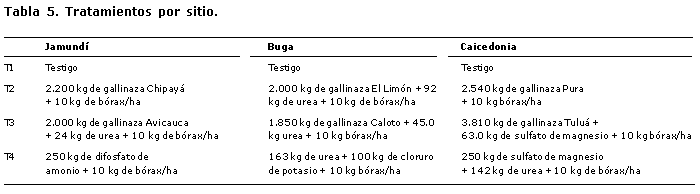 Tabla 5. Tratamientos por sitio.
Jamundí Buga Caicedonia
T1 Testigo Testigo Testigo
T2 2.200 kg de gallinaza Chipayá 2.000 kg de gallinaza El Limón + 92 2.540 kg de gallinaza Pura
+ 10 kg de bórax/ha kg de urea + 10 kg de bórax/ha + 10 kg bórax/ha
T3 2.000 kg de gallinaza Avicauca 1.850 kg de gallinaza Caloto + 45.0 3.810 kg de gallinaza Tuluá +
+ 24 kg de urea + 10 kg de bórax/ha kg urea + 10 kg bórax/ha 63.0 kg de sulfato de magnesio + 10 kg bórax/ha
T4 250 kg de difosfato de 163 kg de urea + 100 kg de cloruro 250 kg de sulfato de magnesio
amonio + 10 kg de bórax/ha de potasio + 10 kg bórax/ha + 142 kg de urea + 10 kg de bórax/ha